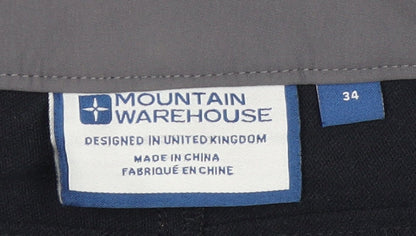 MOUNTAIN
WAREHOUSE
DESIGNED IN UNITED KINGDOM
MADE IN CHINA
FABRIQUÉ EN CHINE
34